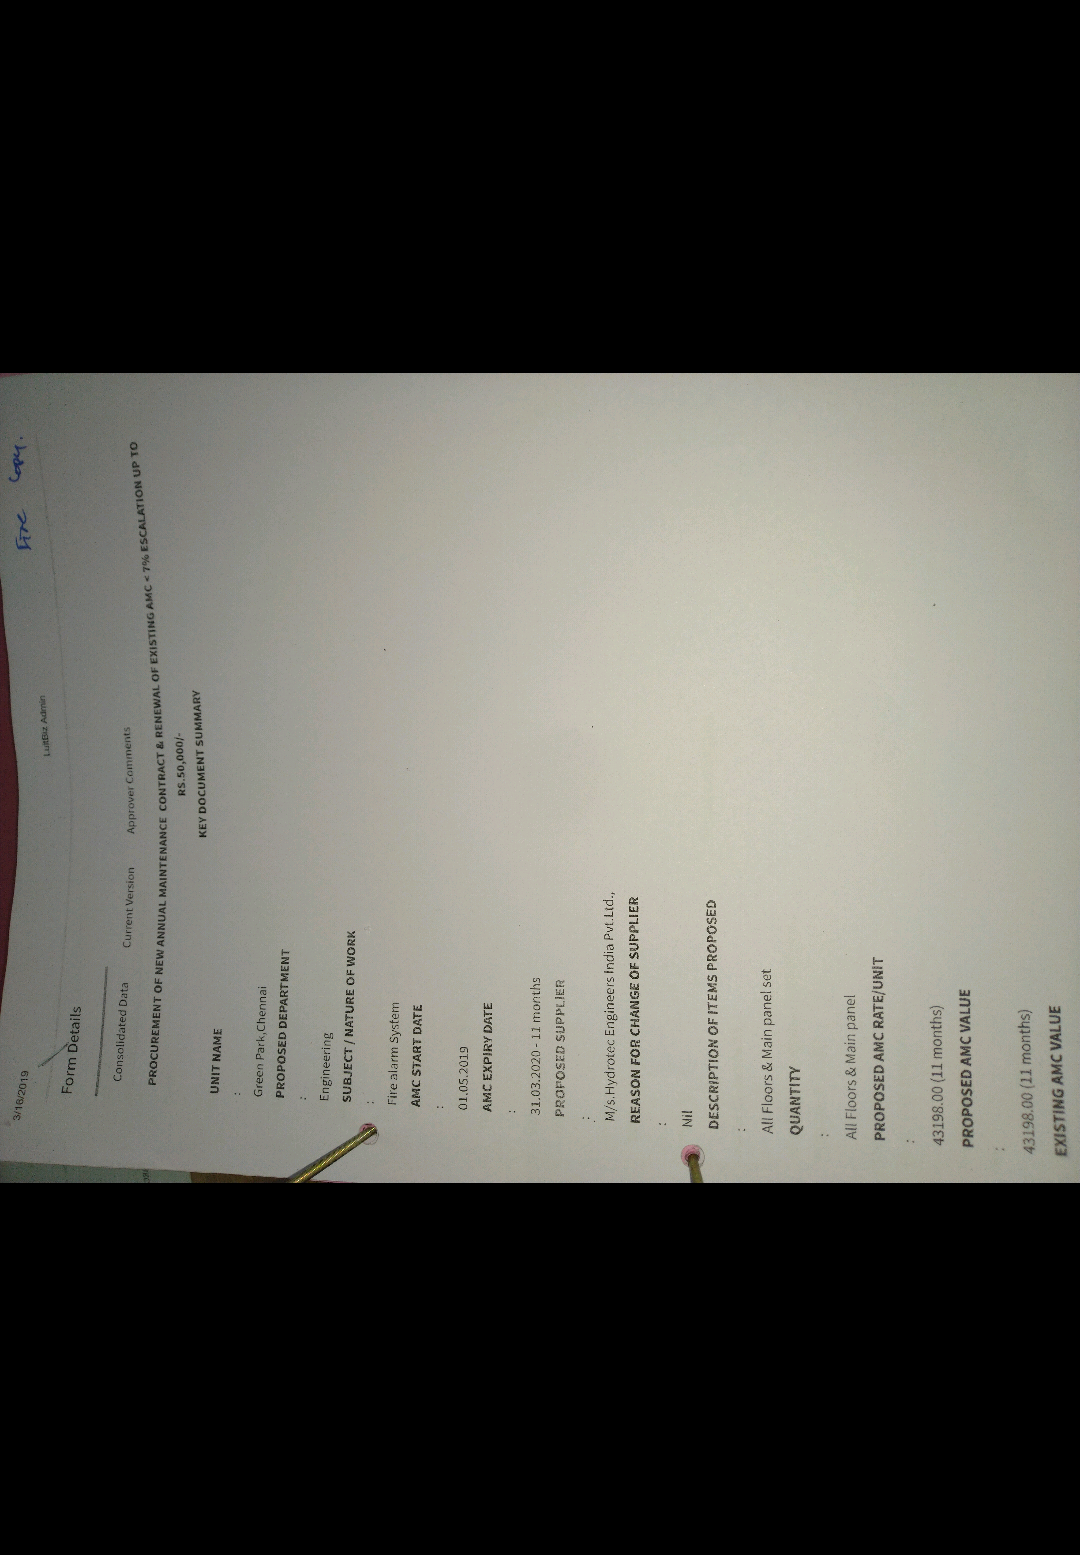 3/16/2019
LuitBiz Admin
Copy.
Form Details
Consolidated Data Current Version Approver Comments
PROCUREMENT OF NEW ANNUAL MAINTENANCE CONTRACT & RENEWAL OF EXISTING AMC < 7% ESCALATION UP TO
RS.50,000/-
KEY DOCUMENT SUMMARY
UNIT NAME
:
Green Park,Chennai
PROPOSED DEPARTMENT
:
Engineering
SUBJECT / NATURE OF WORK
:
Fire alarm System
AMC START DATE
:
01.05.2019
AMC EXPIRY DATE
:
31.03.2020 - 11 months
PROPOSED SUPPLIER
:
M/s.Hydrotec Engineers India Pvt.Ltd.,
REASON FOR CHANGE OF SUPPLIER
:
Nil
DESCRIPTION OF ITEMS PROPOSED
:
All Floors & Main panel set
QUANTITY
:
All Floors & Main panel
PROPOSED AMC RATE/UNIT
:
43198.00 (11 months)
PROPOSED AMC VALUE
:
43198.00 (11 months)
EXISTING AMC VALUE